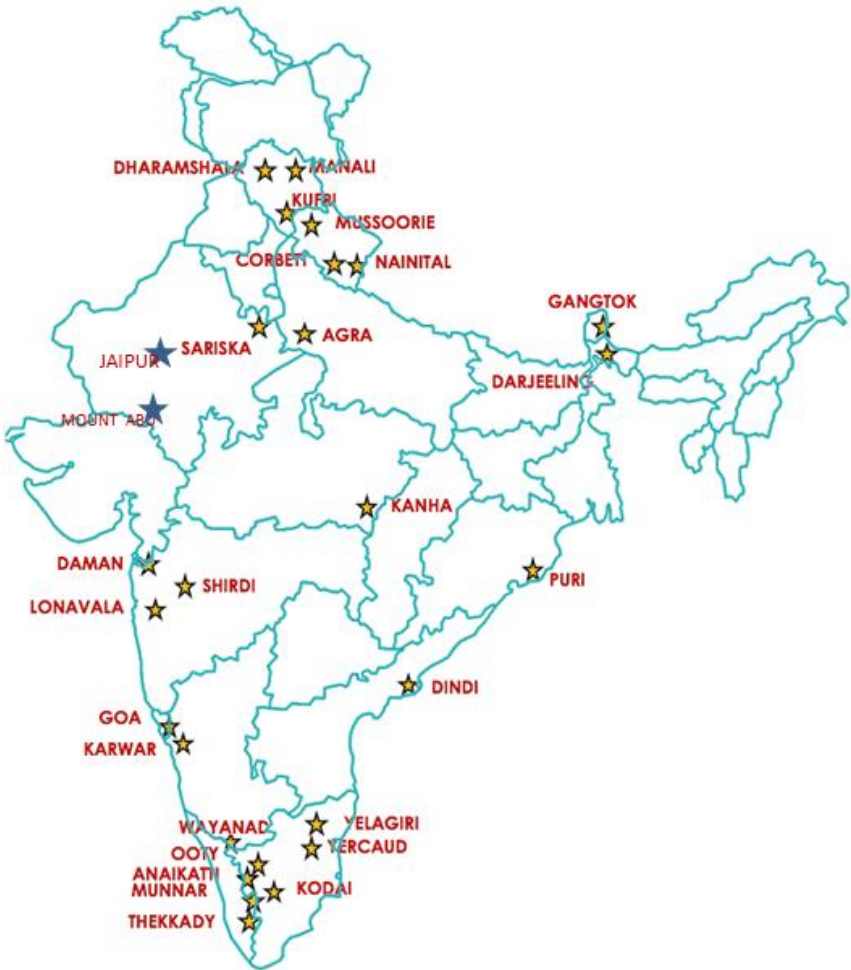 DHARAMSHALA
MANALI
KUFRI
MUSSOORIE
CORBETT
NAINITAL
GANGTOK
SARISKA
AGRA
JAIPUR
DARJEELING
MOUNT ABU
KANHA
DAMAN
SHIRDI
PURI
LONAVALA
DINDI
GOA
KARWAR
WAYANAD
YELAGIRI
OOTY
YERCAUD
ANAIKATTI
MUNNAR
KODAI
THEKKADY